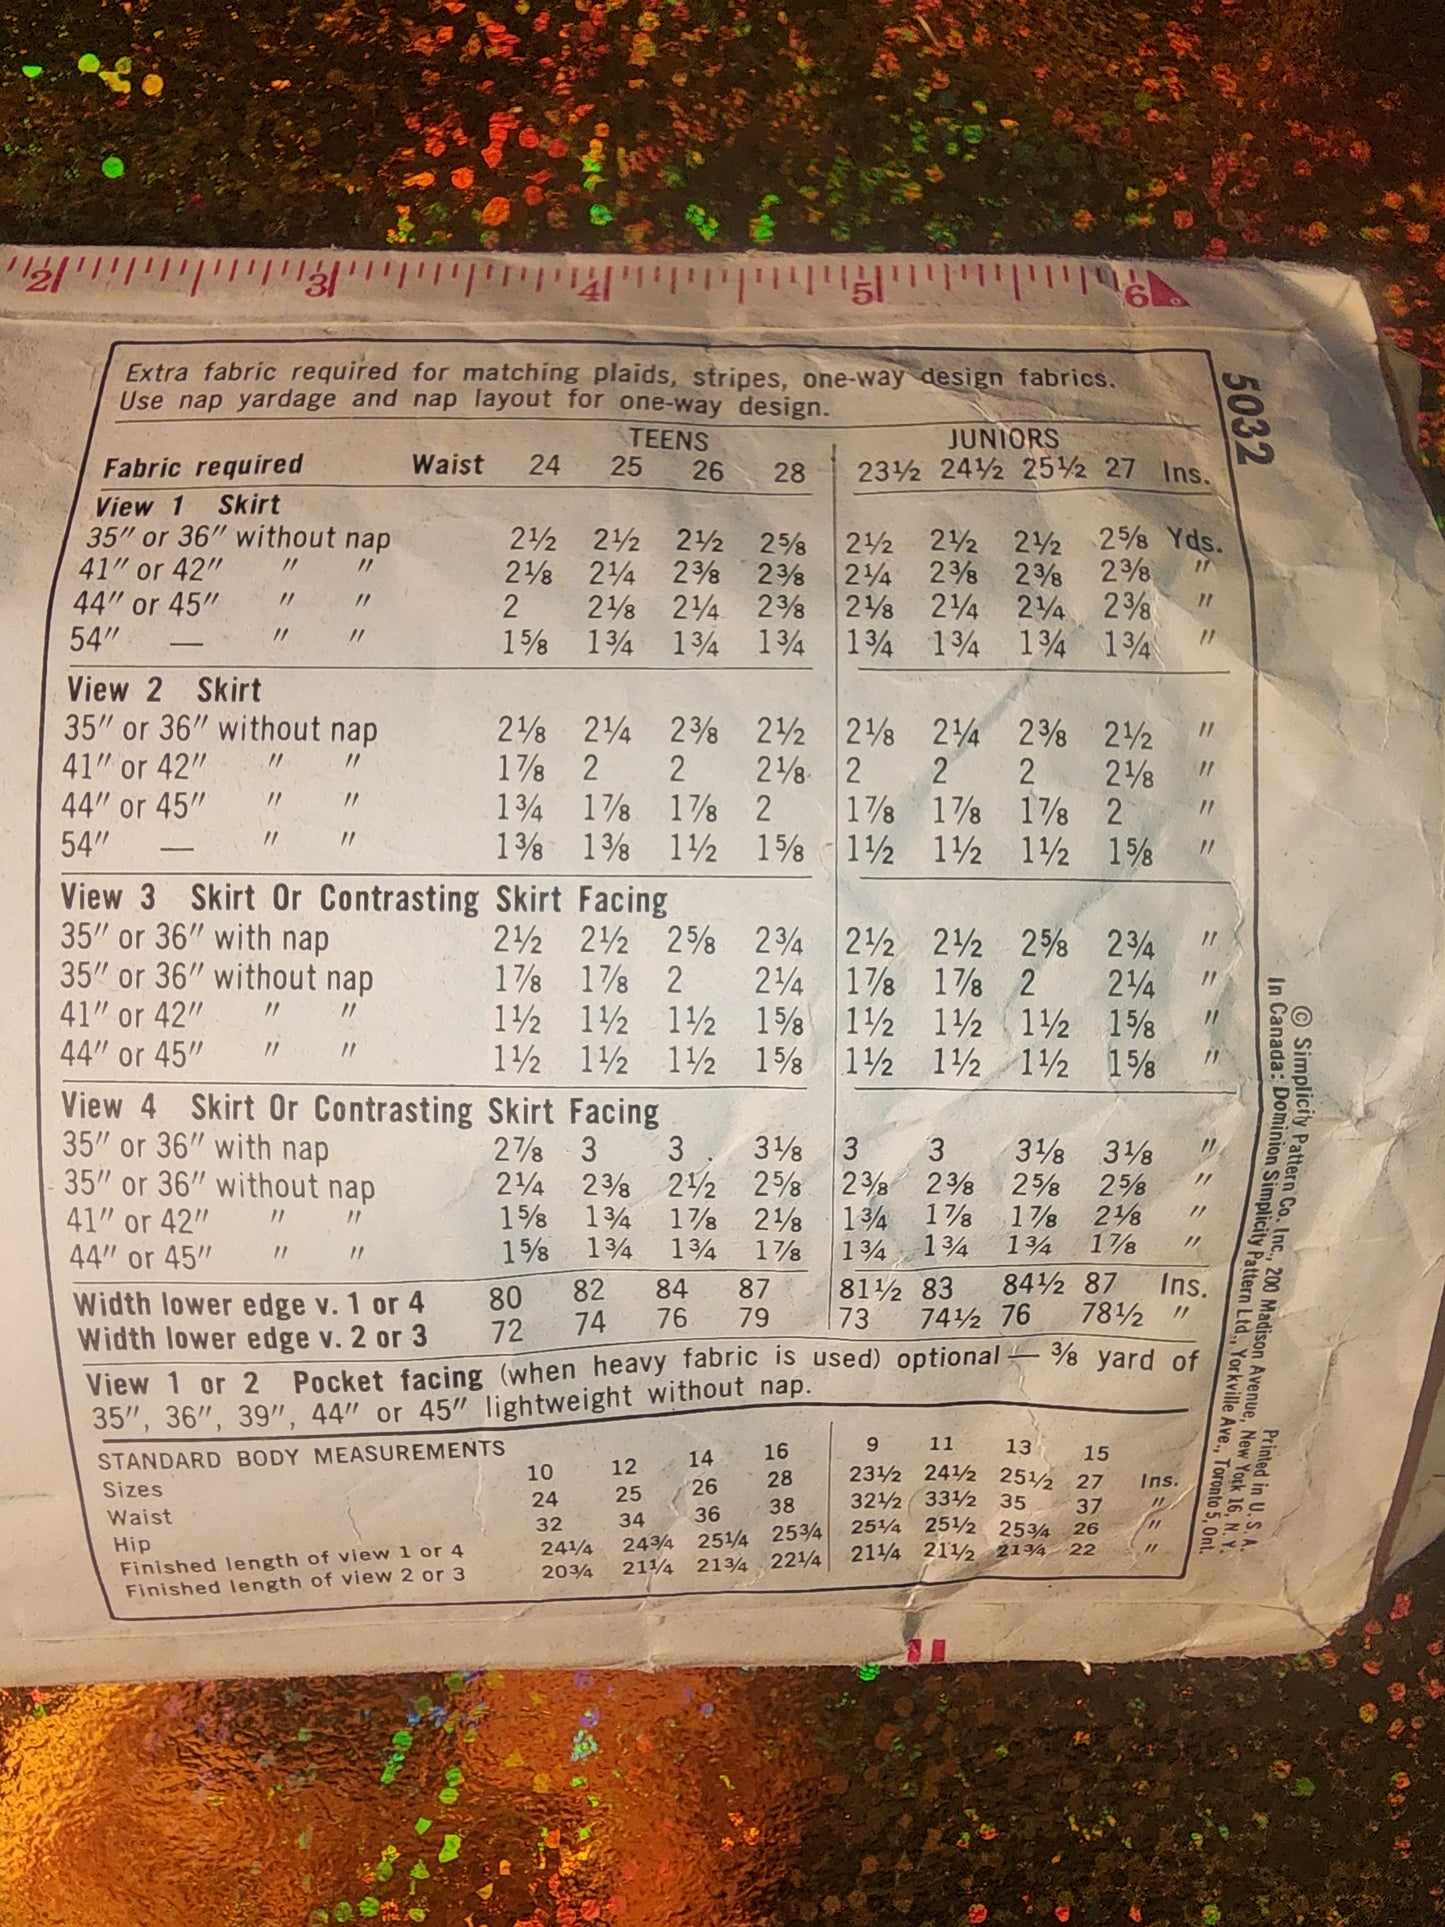 2 3 4 5 6
Extra fabric required for matching plaids, stripes, one-way design fabrics.
Use nap yardage and nap layout for one-way design.
TEENS JUNIORS
Fabric required Waist 24 25 26 28 23½ 24½ 25½ 27 Ins.
View 1 Skirt
35″ or 36″ without nap 2½ 2½ 2½ 2⅝ 2½ 2½ 2½ 2⅝ Yds.
41″ or 42″ ″ ″ 2⅛ 2¼ 2⅜ 2⅜ 2¼ 2⅜ 2⅜ 2⅜ ″
44″ or 45″ ″ ″ 2 2⅛ 2¼ 2⅜ 2⅛ 2¼ 2¼ 2⅜ ″
54″ — ″ ″ 1⅝ 1¾ 1¾ 1¾ 1¾ 1¾ 1¾ 1¾ ″
View 2 Skirt
35″ or 36″ without nap 2⅛ 2¼ 2⅜ 2½ 2⅛ 2¼ 2⅜ 2½ ″
41″ or 42″ ″ ″ 1⅞ 2 2 2⅛ 2 2 2 2⅛ ″
44″ or 45″ ″ ″ 1¾ 1⅞ 1⅞ 2 1⅞ 1⅞ 1⅞ 2 ″
54″ — ″ ″ 1⅜ 1⅜ 1½ 1⅝ 1½ 1½ 1½ 1⅝ ″
View 3 Skirt Or Contrasting Skirt Facing
35″ or 36″ with nap 2½ 2½ 2⅝ 2¾ 2½ 2½ 2⅝ 2¾ ″
35″ or 36″ without nap 1⅞ 1⅞ 2 2¼ 1⅞ 1⅞ 2 2¼ ″
41″ or 42″ ″ ″ 1½ 1½ 1½ 1⅝ 1½ 1½ 1½ 1⅝ ″
44″ or 45″ ″ ″ 1½ 1½ 1½ 1⅝ 1½ 1½ 1½ 1⅝ ″
View 4 Skirt Or Contrasting Skirt Facing
35″ or 36″ with nap 2⅞ 3 3 3⅛ 3 3 3⅛ 3⅛ ″
35″ or 36″ without nap 2¼ 2⅜ 2½ 2⅝ 2⅜ 2⅜ 2⅝ 2⅝ ″
41″ or 42″ ″ ″ 1⅝ 1¾ 1⅞ 2⅛ 1¾ 1⅞ 1⅞ 2⅛ ″
44″ or 45″ ″ ″ 1⅝ 1¾ 1¾ 1⅞ 1¾ 1¾ 1¾ 1⅞ ″
Width lower edge v. 1 or 4 80 82 84 87 81½ 83 84½ 87 Ins.
Width lower edge v. 2 or 3 72 74 76 79 73 74½ 76 78½ ″
View 1 or 2 Pocket facing (when heavy fabric is used) optional — ⅜ yard of
35″, 36″, 39″, 44″ or 45″ lightweight without nap.
STANDARD BODY MEASUREMENTS
Sizes 10 12 14 16 9 11 13 15
Waist 24 25 26 28 23½ 24½ 25½ 27 Ins.
Hip 32 34 36 38 32½ 33½ 35 37 ″
Finished length of view 1 or 4 24¼ 24¾ 25¼ 25¾ 25¼ 25½ 25¾ 26 ″
Finished length of view 2 or 3 20¾ 21¼ 21¾ 22¼ 21¼ 21½ 21¾ 22 ″
5032
© Simplicity Pattern Co. Inc., 200 Madison Avenue, New York 16, N. Y.
In Canada: Dominion Simplicity Pattern Ltd., Yorkville Ave., Toronto 5, Ont.
Printed in U. S. A.